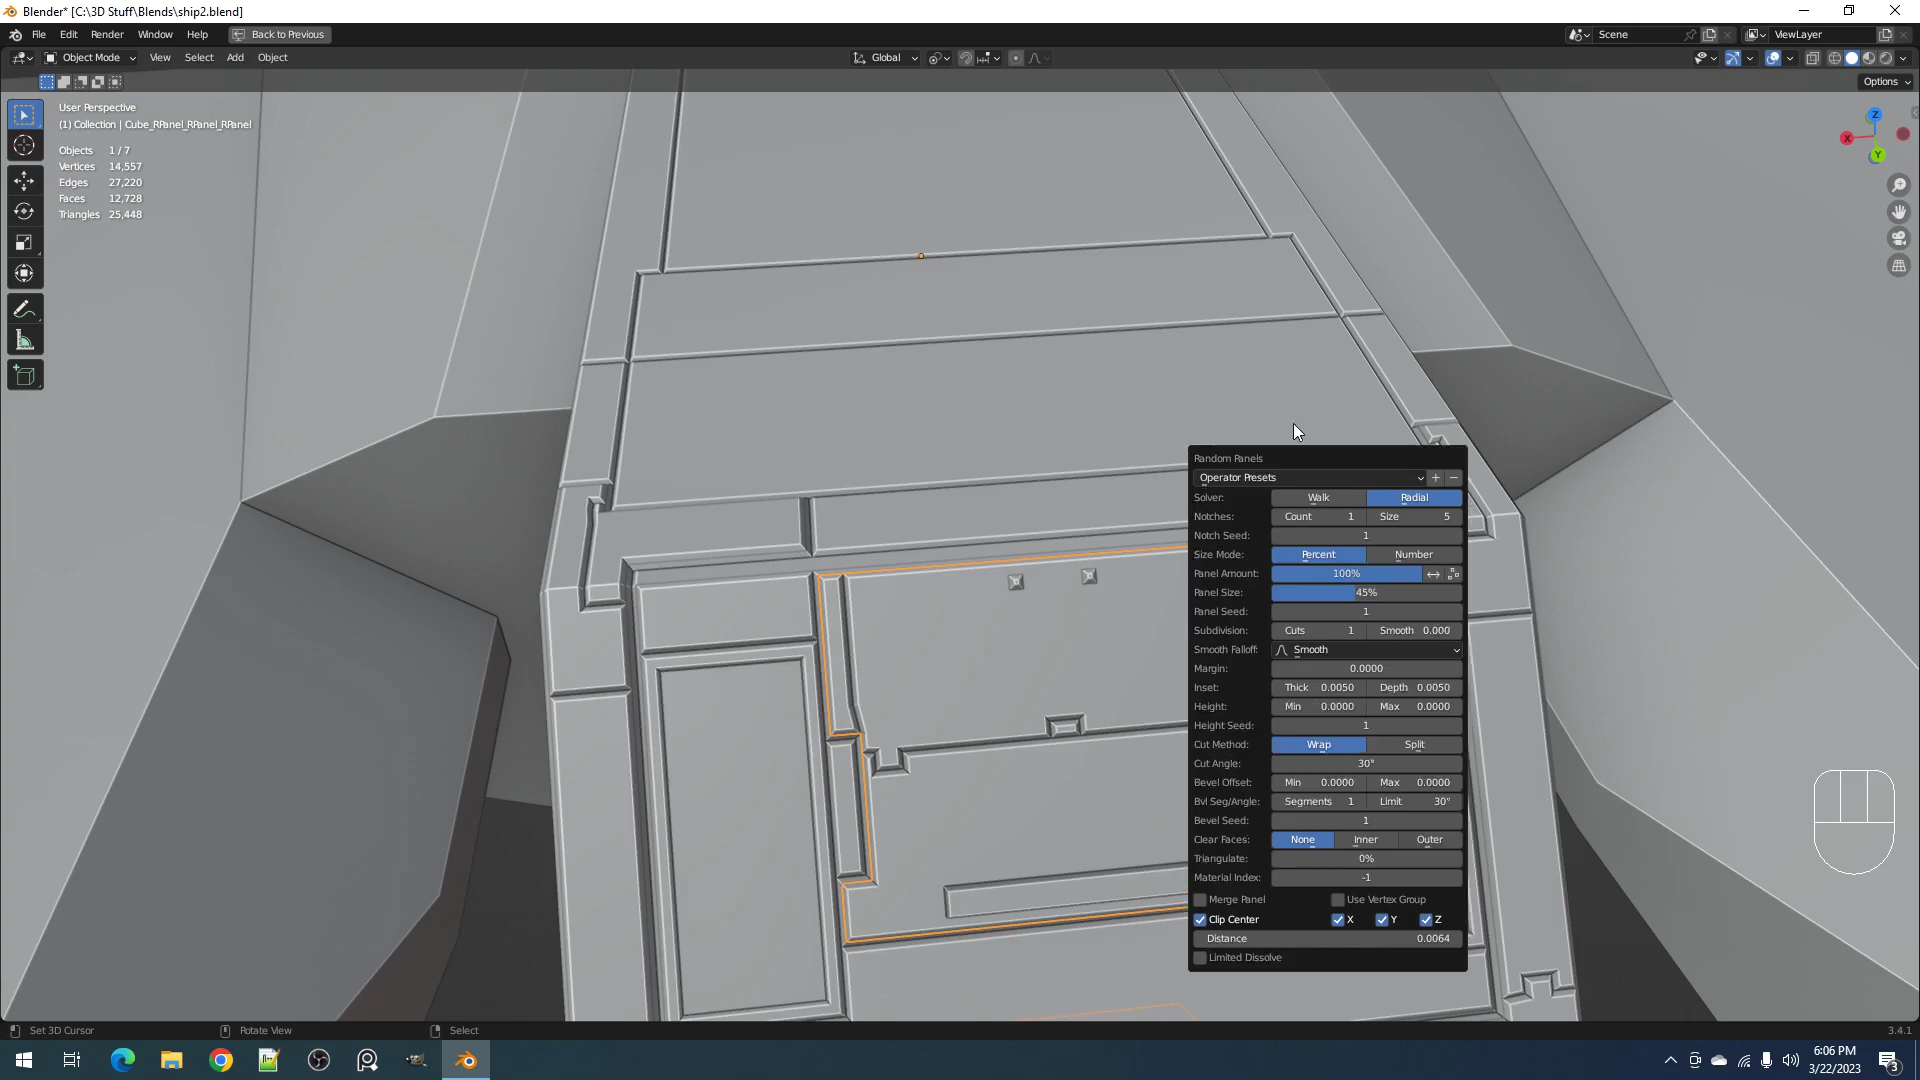 Blender* [C:\3D Stuff\Blends\ship2.blend]
File Edit Render Window Help Back to Previous Scene ViewLayer
Object Mode View Select Add Object Global
Options
User Perspective
(1) Collection | Cube_RPanel_RPanel_RPanel
Objects 1 / 7
Vertices 14,557
Edges 27,220
Faces 12,728
Triangles 25,448
Z
X
Y
Random Panels
Operator Presets
Solver: Walk Radial
Notches: Count 1 Size 5
Notch Seed: 1
Size Mode: Percent Number
Panel Amount: 100%
Panel Size: 45%
Panel Seed: 1
Subdivision: Cuts 1 Smooth 0.000
Smooth Falloff: Smooth
Margin: 0.0000
Inset: Thick 0.0050 Depth 0.0050
Height: Min 0.0000 Max 0.0000
Height Seed: 1
Cut Method: Wrap Split
Cut Angle: 30°
Bevel Offset: Min 0.0000 Max 0.0000
Bvl Seg/Angle: Segments 1 Limit 30°
Bevel Seed: 1
Clear Faces: None Inner Outer
Triangulate: 0%
Material Index: -1
Merge Panel Use Vertex Group
Clip Center X Y Z
Distance 0.0064
Limited Dissolve
Set 3D Cursor Rotate View Select 3.4.1
6:06 PM
3/22/2023
3